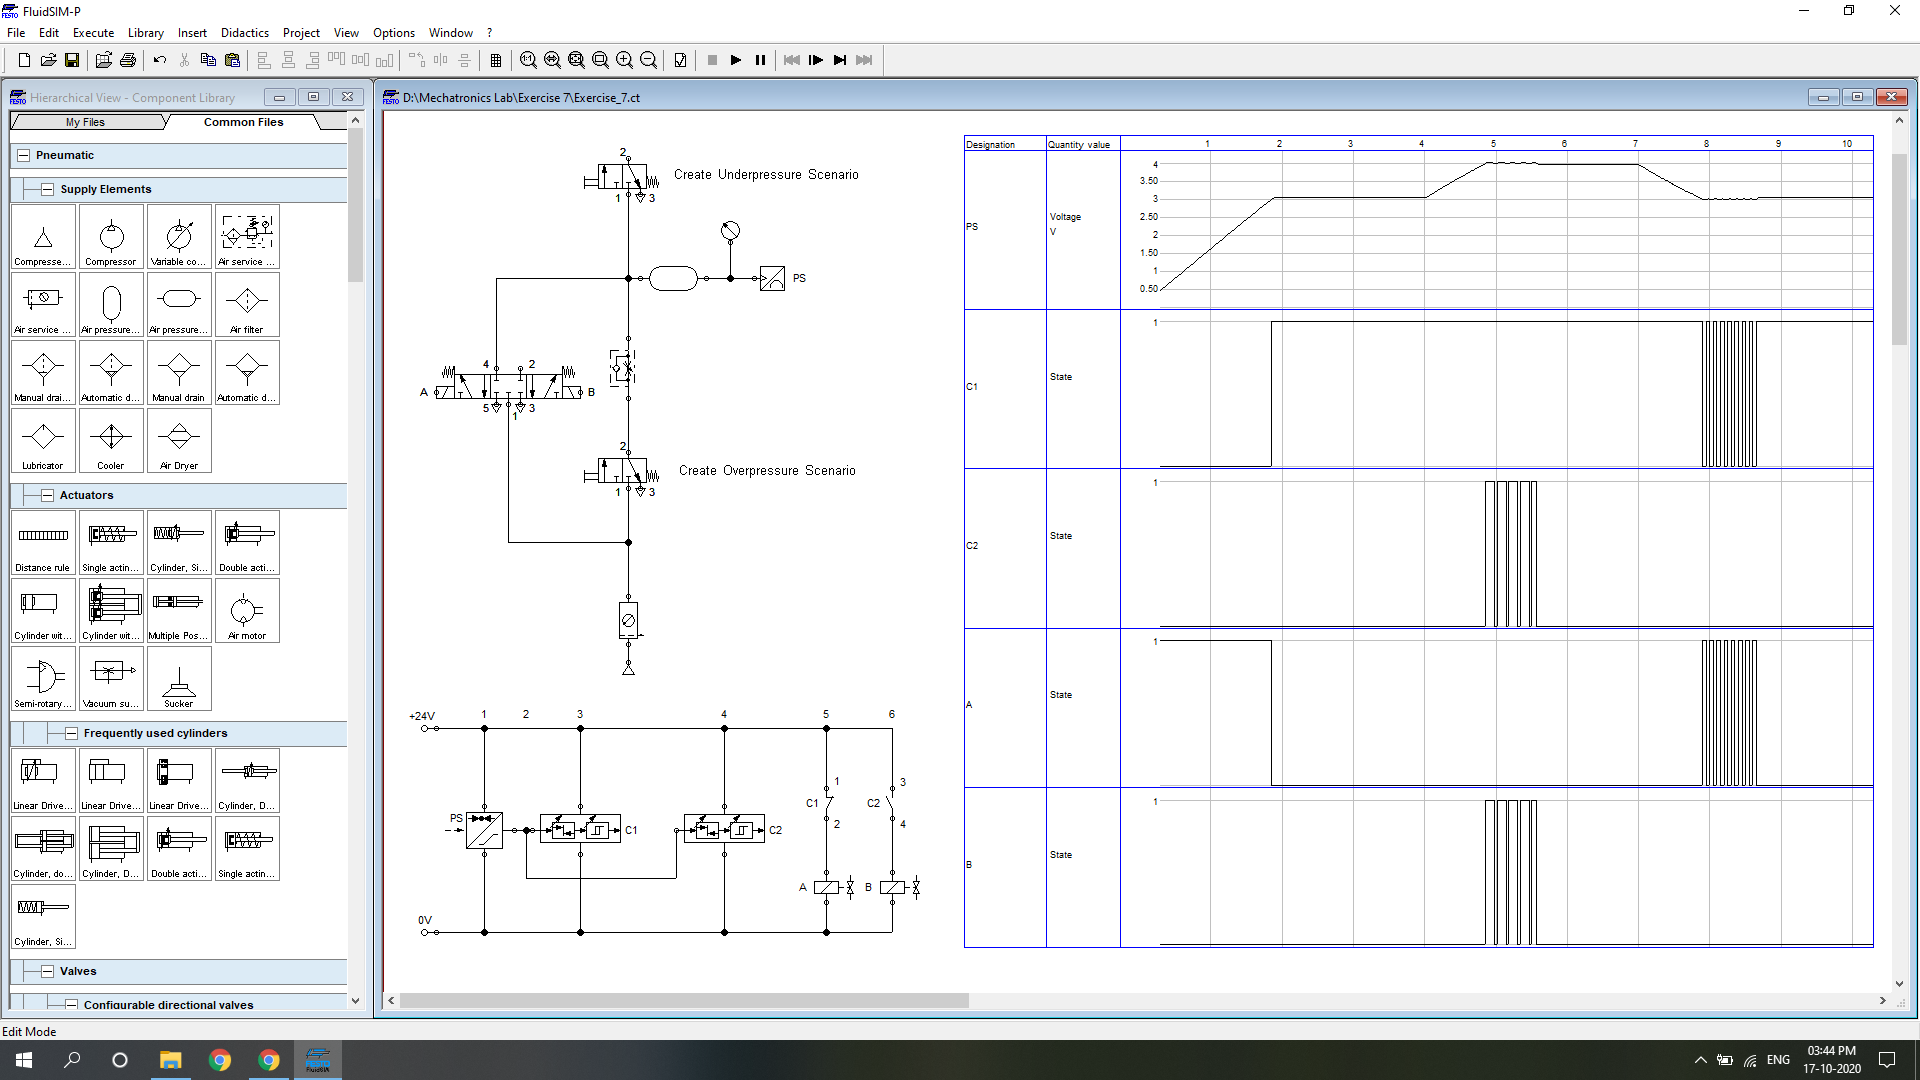 FESTO FluidSIM-P
File Edit Execute Library Insert Didactics Project View Options Window ?
FESTO Hierarchical View - Component Library
My Files Common Files
Pneumatic
Supply Elements
Compresse... Compressor Variable co... Air service ...
Air service ... Air pressure... Air pressure... Air filter
Manual drai... Automatic d... Manual drain Automatic d...
Lubricator Cooler Air Dryer
Actuators
Distance rule Single actin... Cylinder, Si... Double acti...
Cylinder wit... Cylinder wit... Multiple Pos... Air motor
Semi-rotary... Vacuum su... Sucker
Frequently used cylinders
Linear Drive... Linear Drive... Linear Drive... Cylinder, D...
Cylinder, do... Cylinder, D... Double acti... Single actin...
Cylinder, Si...
Valves
Configurable directional valves
FESTO D:\Mechatronics Lab\Exercise 7\Exercise_7.ct
2
Create Underpressure Scenario
1 3
PS
4 2
A B
5 1 3
2
Create Overpressure Scenario
1 3
+24V 1 2 3 4 5 6
1 3
C1 C2
PS C1 C2
2 4
A B
0V
Designation Quantity value 1 2 3 4 5 6 7 8 9 10
4
3.50
3
2.50
PS Voltage
V
2
1.50
1
0.50
1
C1 State
1
C2 State
1
A State
1
B State
Edit Mode
FluidSIM
ENG
03:44 PM
17-10-2020